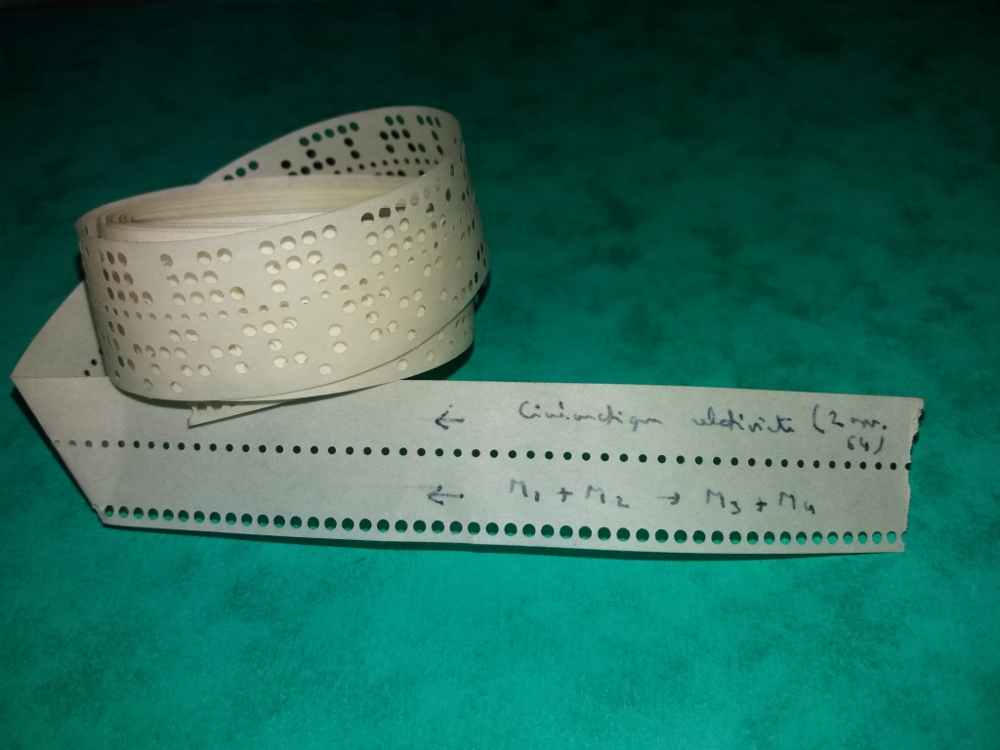 ← Cinématique relativiste (2 nov.
64)
← M₁ + M₂ → M₃ + M₄